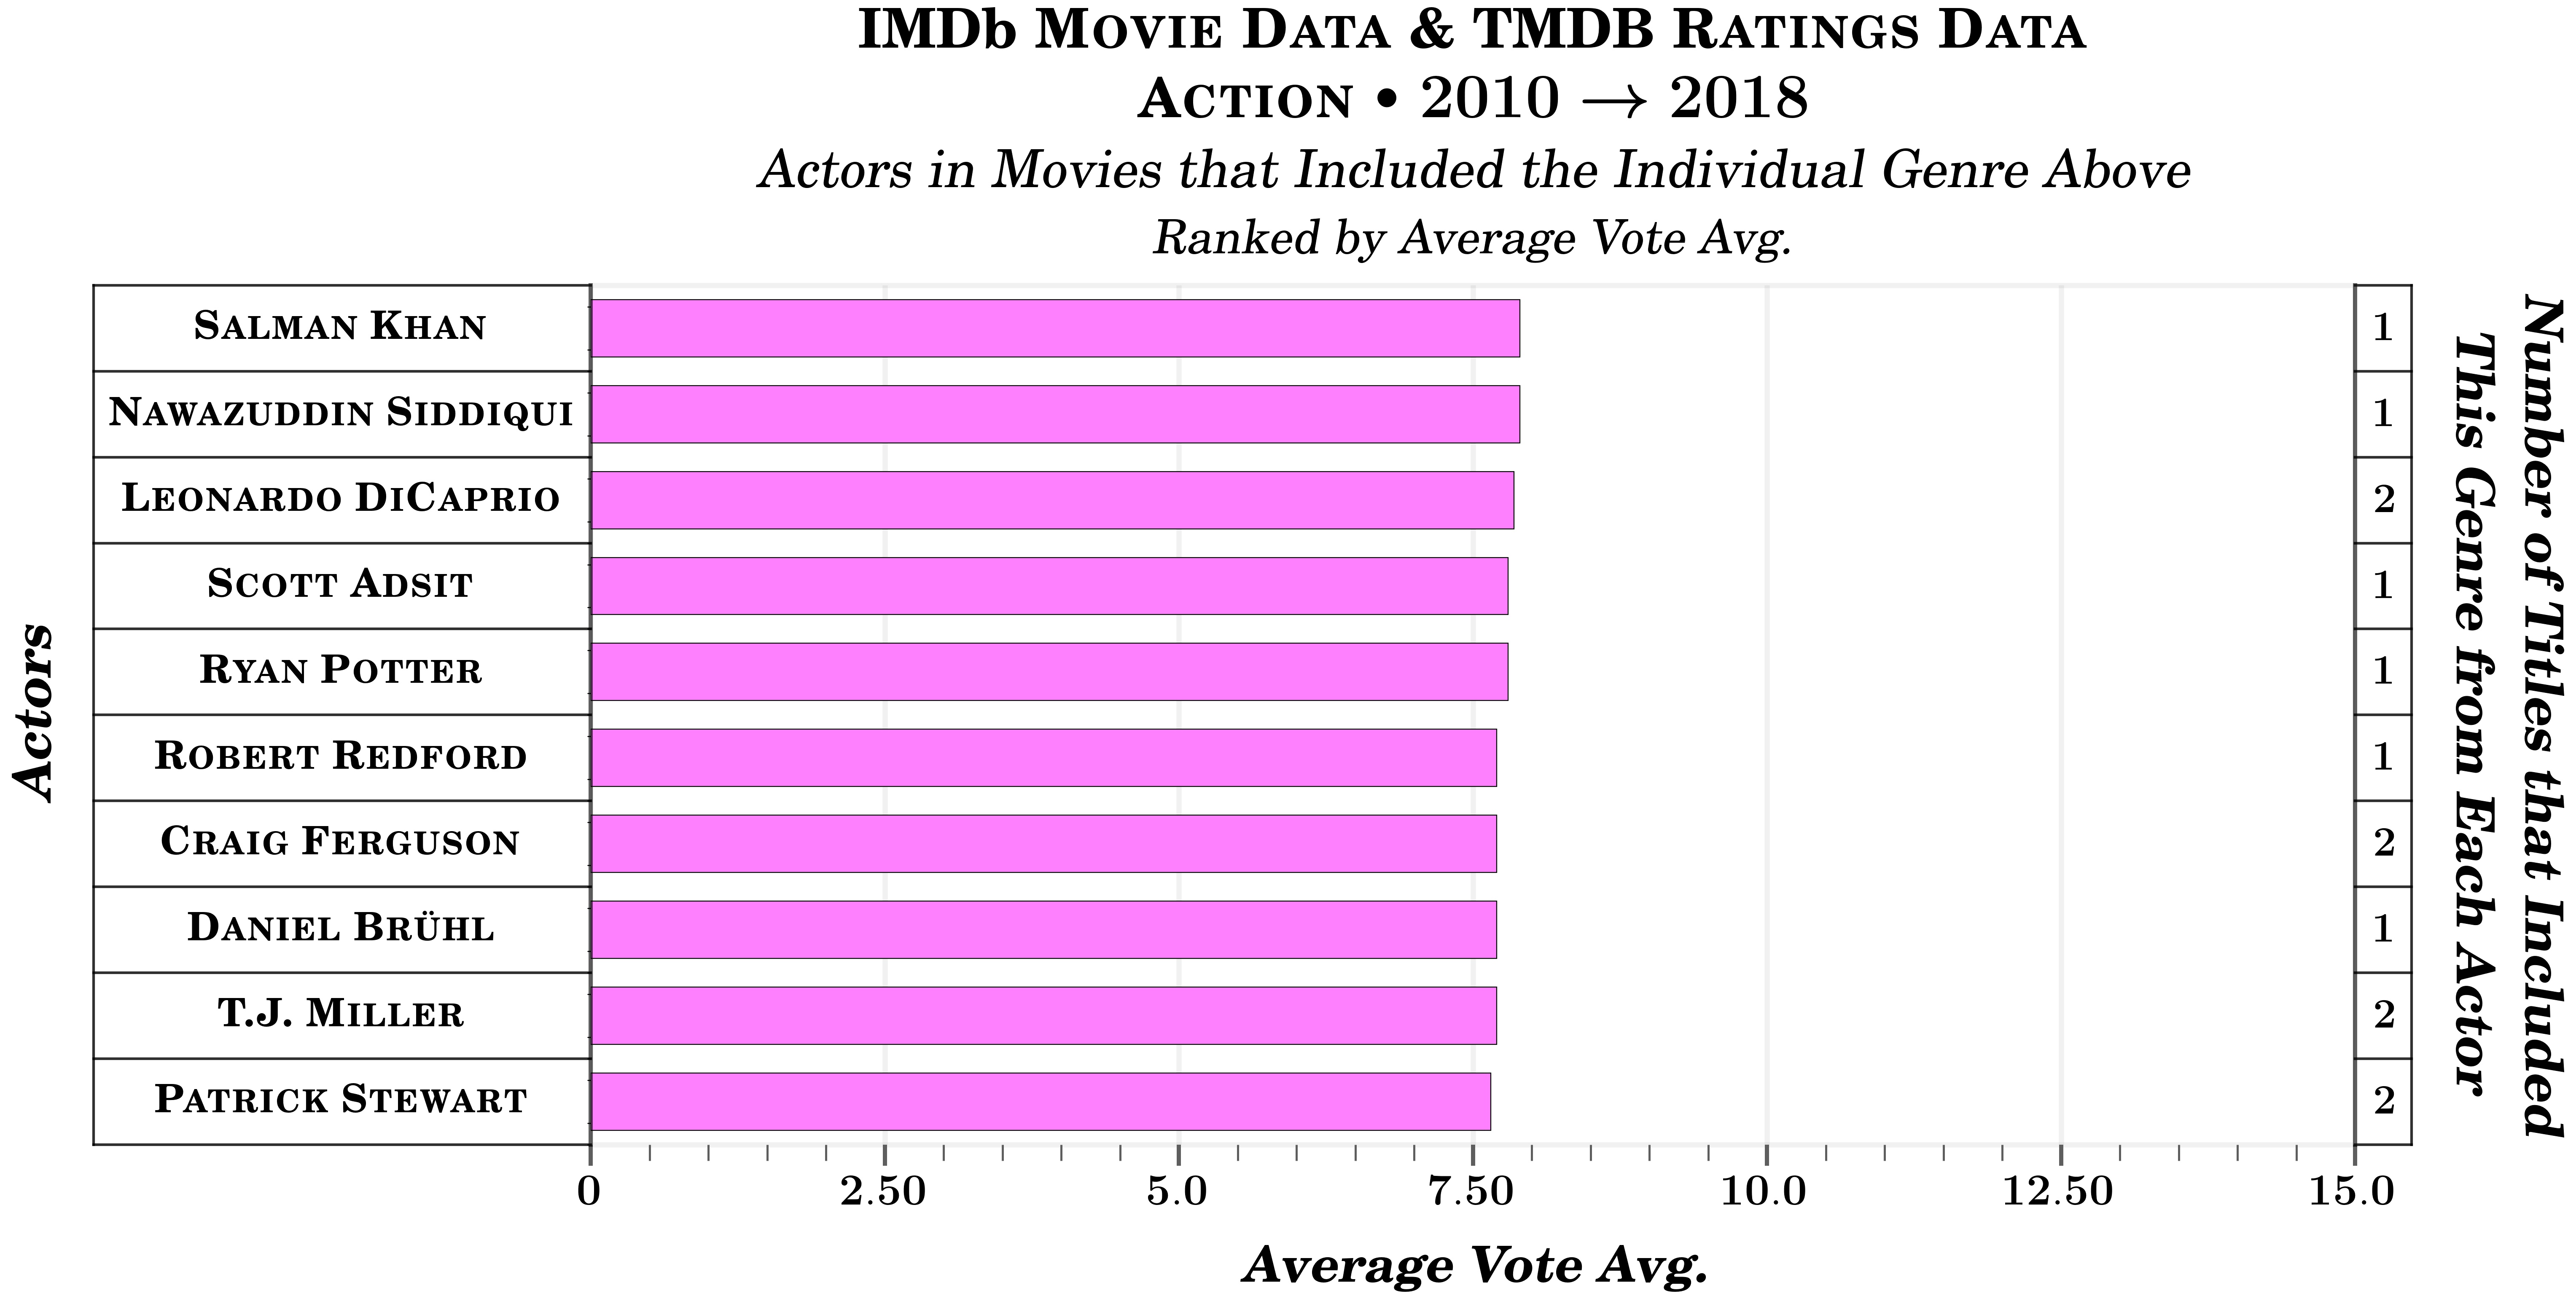 IMDb Movie Data & TMDB Ratings Data
Action • 2010 → 2018
Actors in Movies that Included the Individual Genre Above
Ranked by Average Vote Avg.
Actors
Salman Khan 1
Nawazuddin Siddiqui 1
Leonardo DiCaprio 2
Scott Adsit 1
Ryan Potter 1
Robert Redford 1
Craig Ferguson 2
Daniel Brühl 1
T.J. Miller 2
Patrick Stewart 2
Number of Titles that Included
This Genre from Each Actor
0 2.50 5.0 7.50 10.0 12.50 15.0
Average Vote Avg.